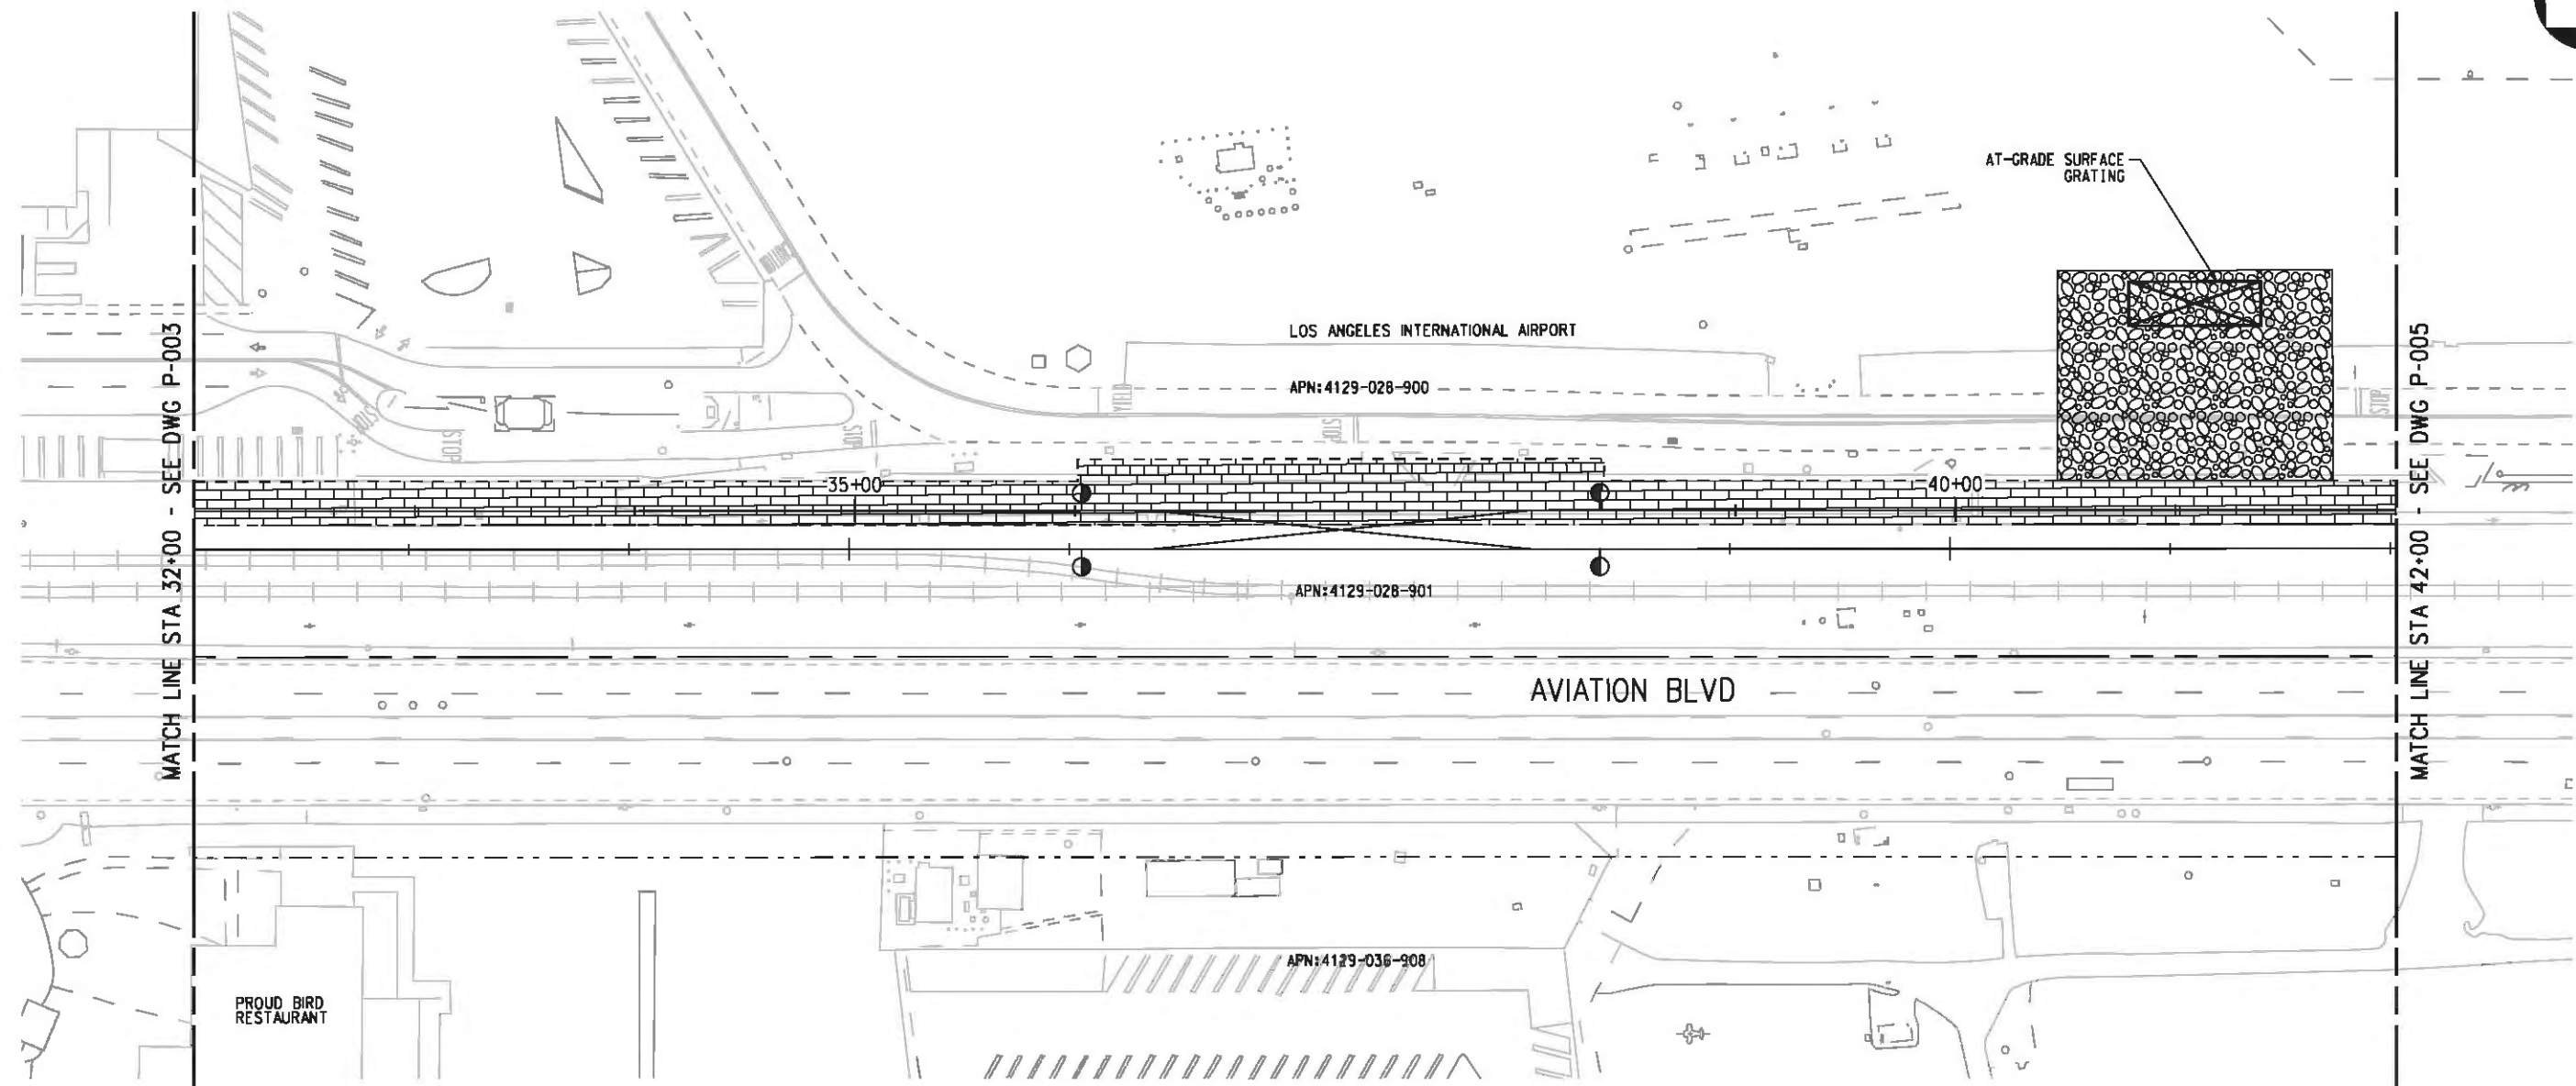 AT-GRADE SURFACE
GRATING
LOS ANGELES INTERNATIONAL AIRPORT
APN:4129-028-900
YIELD
STOP
STOP
STOP
STOP
STOP
35+00
40+00
MATCH LINE STA 32+00 - SEE DWG P-003
MATCH LINE STA 42+00 - SEE DWG P-005
APN:4129-028-901
AVIATION BLVD
APN:4129-036-908
PROUD BIRD
RESTAURANT